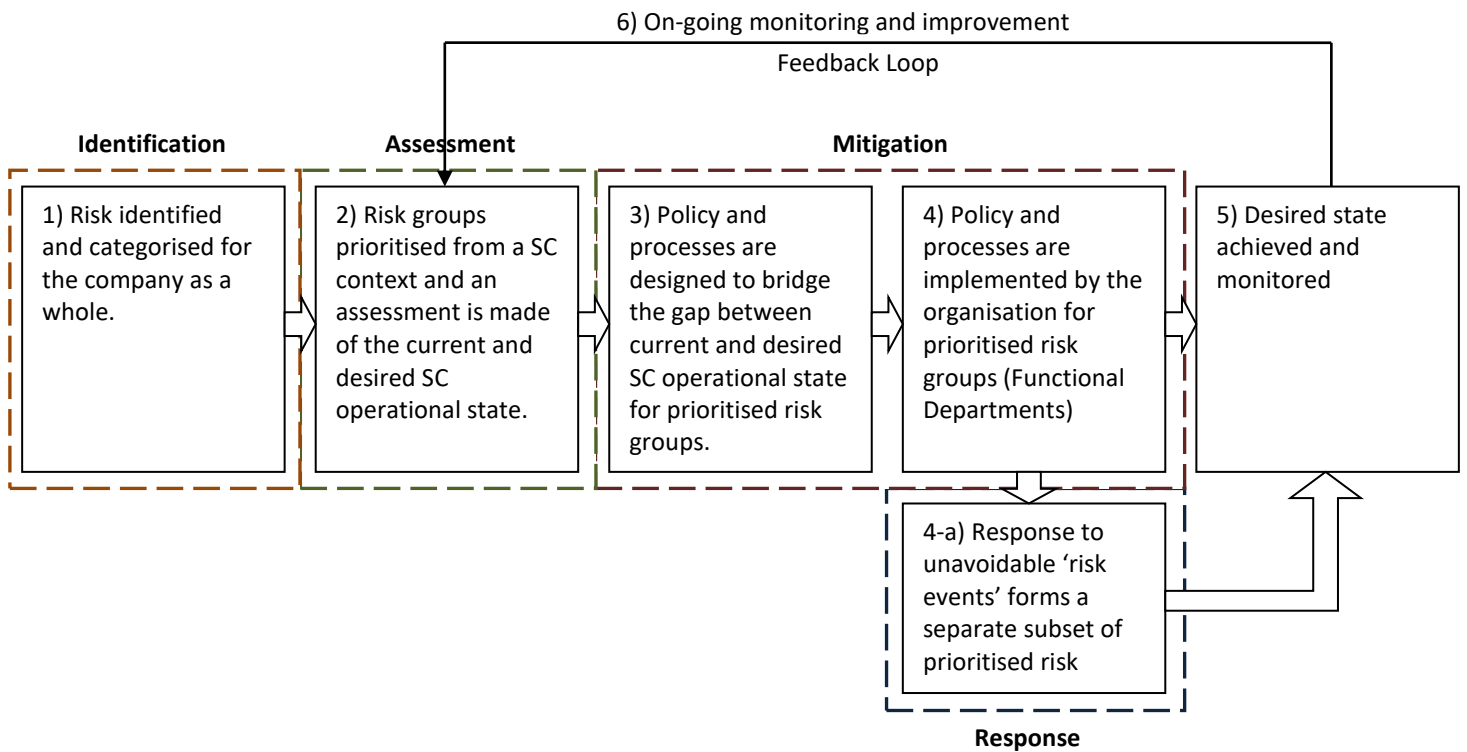 6) On-going monitoring and improvement
Feedback Loop
Identification
Assessment
Mitigation
1) Risk identified
and categorised for
the company as a
whole.
2) Risk groups
prioritised from a SC
context and an
assessment is made
of the current and
desired SC
operational state.
3) Policy and
processes are
designed to bridge
the gap between
current and desired
SC operational state
for prioritised risk
groups.
4) Policy and
processes are
implemented by the
organisation for
prioritised risk
groups (Functional
Departments)
5) Desired state
achieved and
monitored
4-a) Response to
unavoidable ‘risk
events’ forms a
separate subset of
prioritised risk
Response